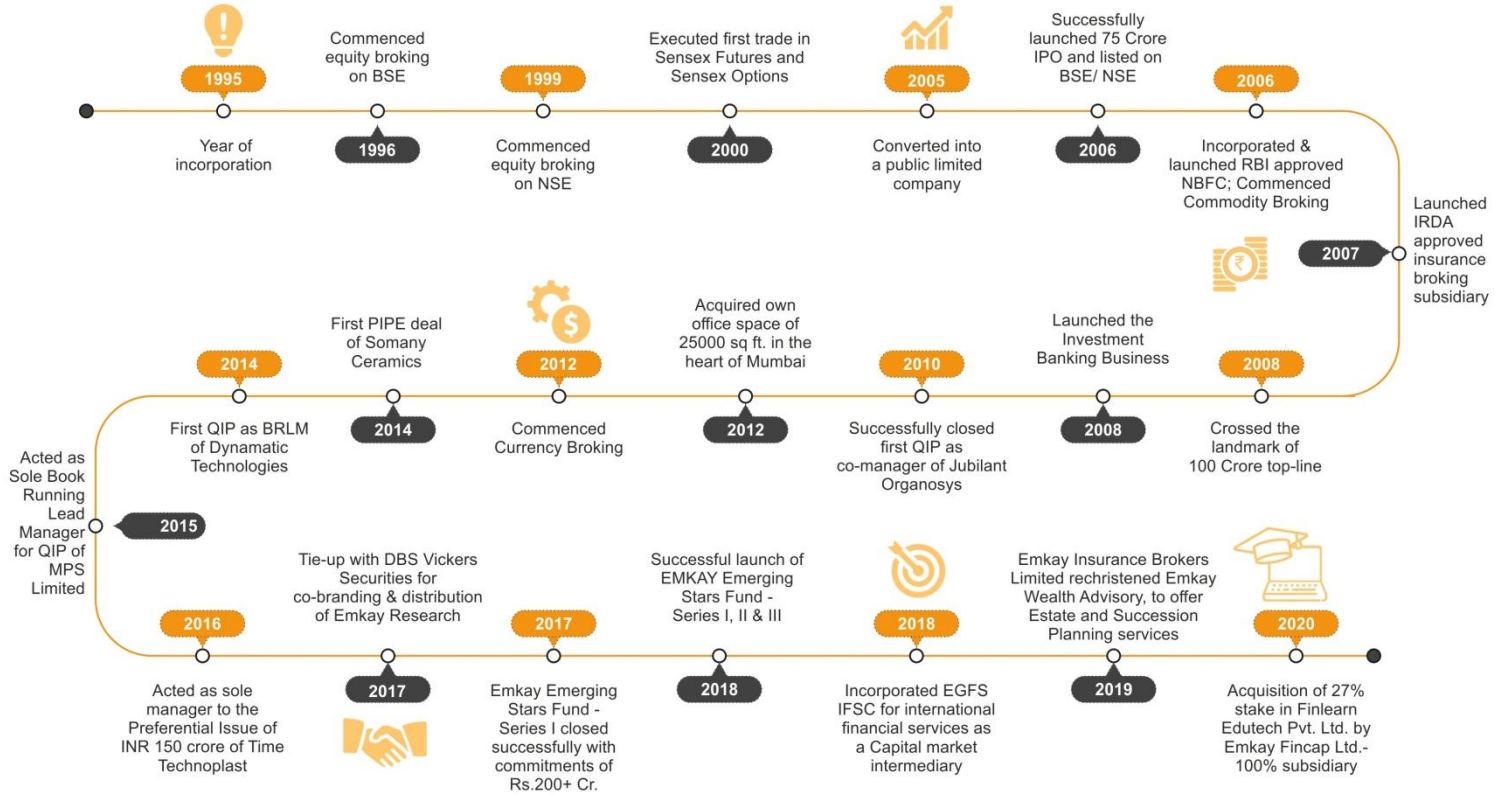 1995
Year of
incorporation
Commenced
equity broking
on BSE
1996
1999
Commenced
equity broking
on NSE
Executed first trade in
Sensex Futures and
Sensex Options
2000
2005
Converted into
a public limited
company
Successfully
launched 75 Crore
IPO and listed on
BSE/ NSE
2006
2006
Incorporated &
launched RBI approved
NBFC; Commenced
Commodity Broking
2007
Launched
IRDA
approved
insurance
broking
subsidiary
2008
Crossed the
landmark of
100 Crore top-line
Launched the
Investment
Banking Business
2008
2010
Successfully closed
first QIP as
co-manager of Jubilant
Organosys
Acquired own
office space of
25000 sq ft. in the
heart of Mumbai
2012
2012
Commenced
Currency Broking
First PIPE deal
of Somany
Ceramics
2014
2014
First QIP as BRLM
of Dynamatic
Technologies
Acted as
Sole Book
Running
Lead
Manager
for QIP of
MPS
Limited
2015
2016
Acted as sole
manager to the
Preferential Issue of
INR 150 crore of Time
Technoplast
Tie-up with DBS Vickers
Securities for
co-branding & distribution
of Emkay Research
2017
2017
Emkay Emerging
Stars Fund -
Series I closed
successfully with
commitments of
Rs.200+ Cr.
Successful launch of
EMKAY Emerging
Stars Fund -
Series I, II & III
2018
2018
Incorporated EGFS
IFSC for international
financial services as
a Capital market
intermediary
Emkay Insurance Brokers
Limited rechristened Emkay
Wealth Advisory, to offer
Estate and Succession
Planning services
2019
2020
Acquisition of 27%
stake in Finlearn
Edutech Pvt. Ltd. by
Emkay Fincap Ltd.-
100% subsidiary